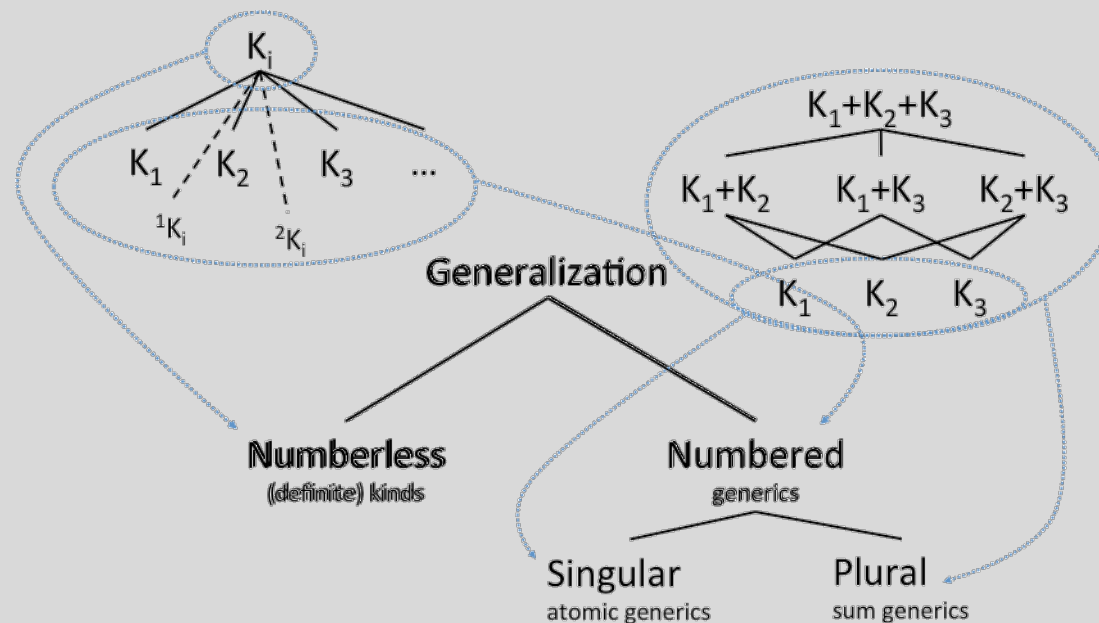 Kᵢ
K₁+K₂+K₃
K₁ K₂ K₃ ...
K₁+K₂ K₁+K₃ K₂+K₃
¹Kᵢ ²Kᵢ
Generalization
K₁ K₂ K₃
Numberless Numbered
(definite) kinds generics
Singular Plural
atomic generics sum generics